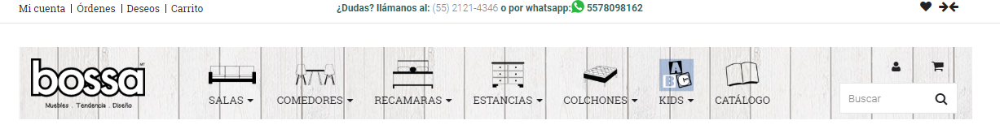 Mi cuenta | Órdenes | Deseos | Carrito
¿Dudas? llámanos al: (55) 2121-4346 o por whatsapp: 5578098162
bossa MT
Muebles . Tendencia . Diseño
SALAS
COMEDORES
RECAMARAS
ESTANCIAS
COLCHONES
A
B
KIDS
CATÁLOGO
Buscar